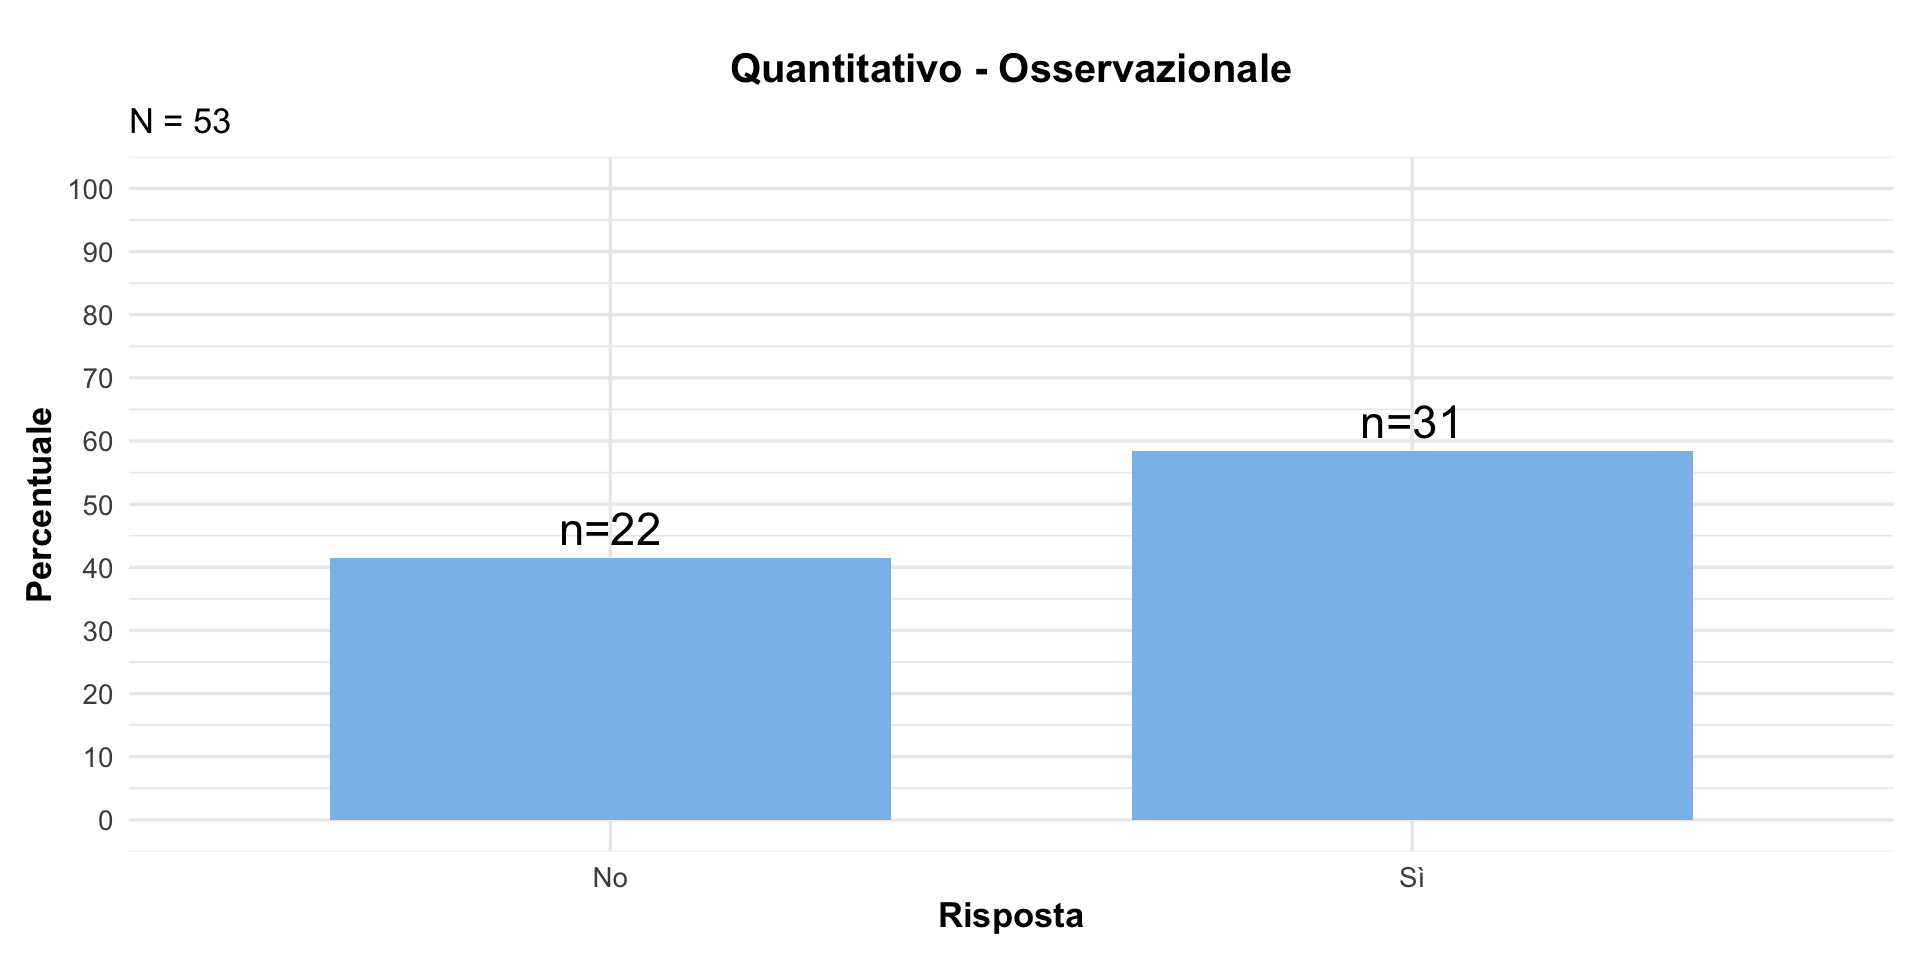 Quantitativo - Osservazionale
N = 53
100
90
80
70
60
50
40
30
20
10
0
Percentuale
n=22
n=31
No
Sì
Risposta